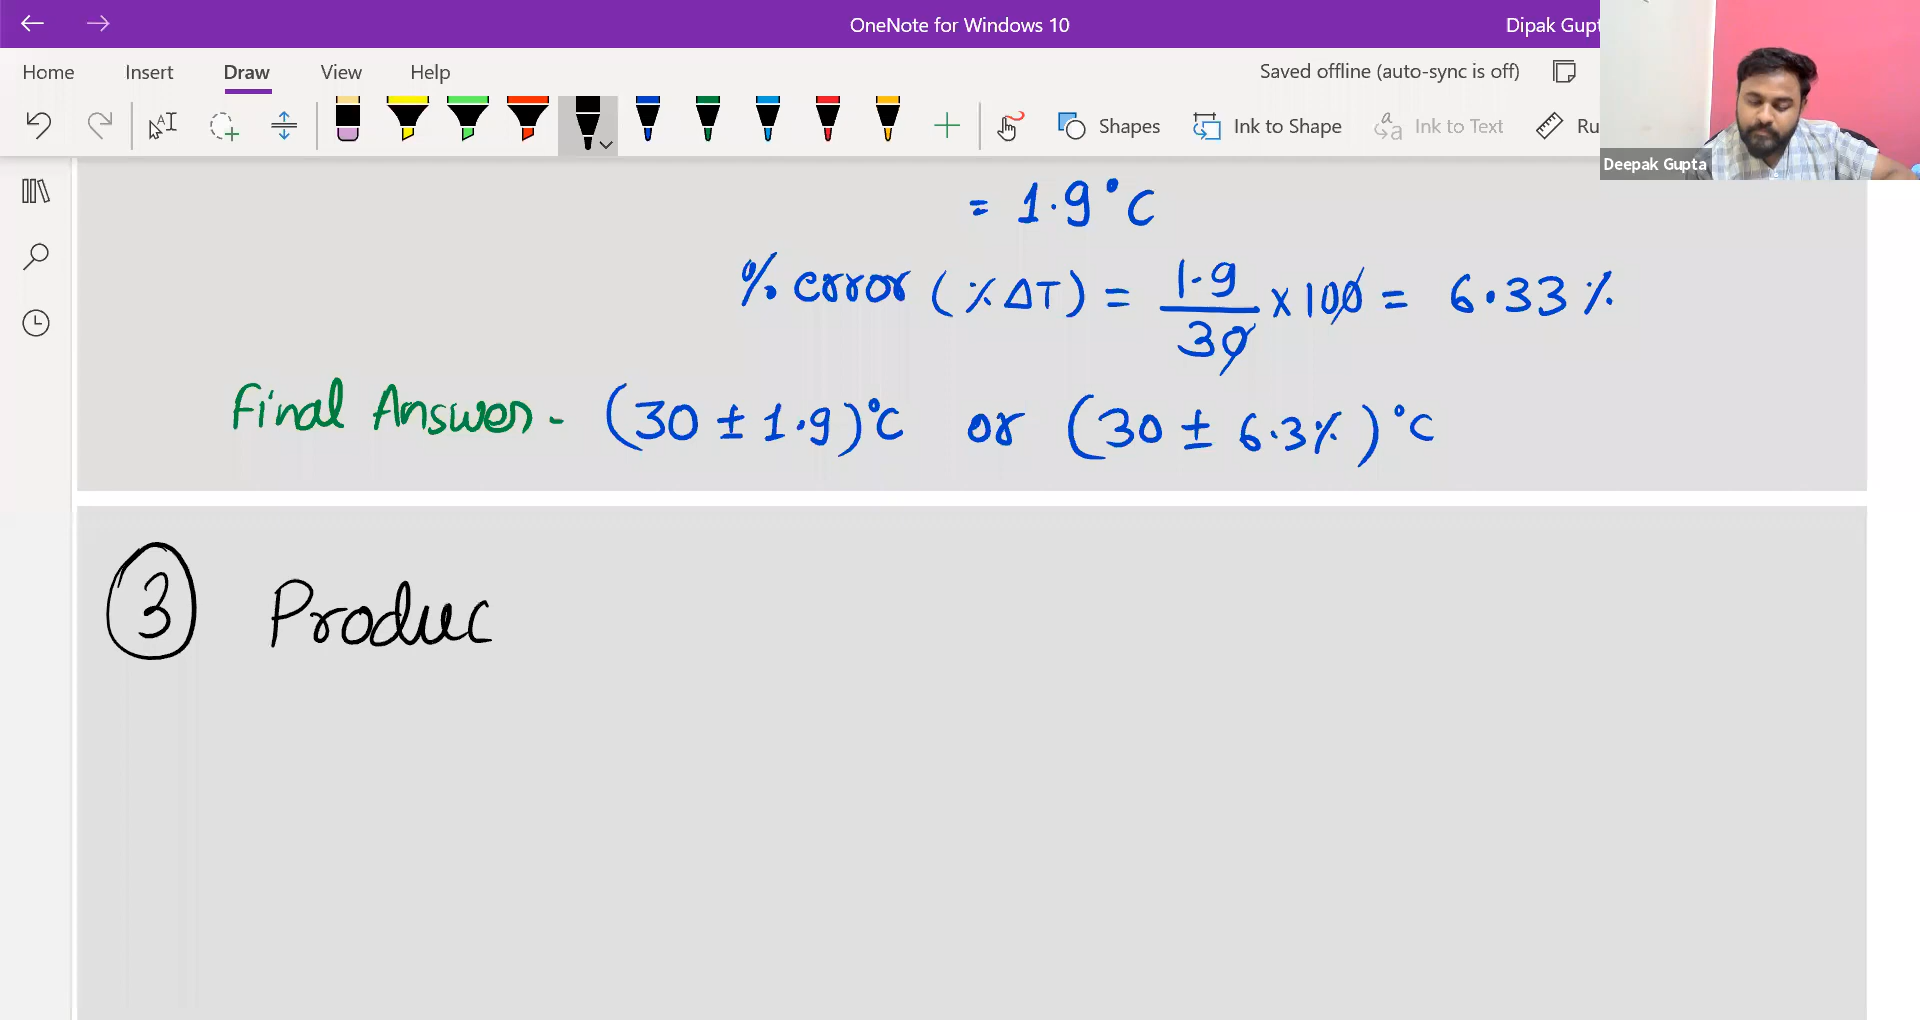 OneNote for Windows 10
Dipak Gupt
Home Insert Draw View Help
Saved offline (auto-sync is off)
Shapes Ink to Shape Ink to Text Ru
Deepak Gupta
= 1.9°C
% error (% ΔT) = 1.9/30 × 100 = 6.33 %
Final Answer - (30 ± 1.9)°C or (30 ± 6.3%)°C
3 Produc